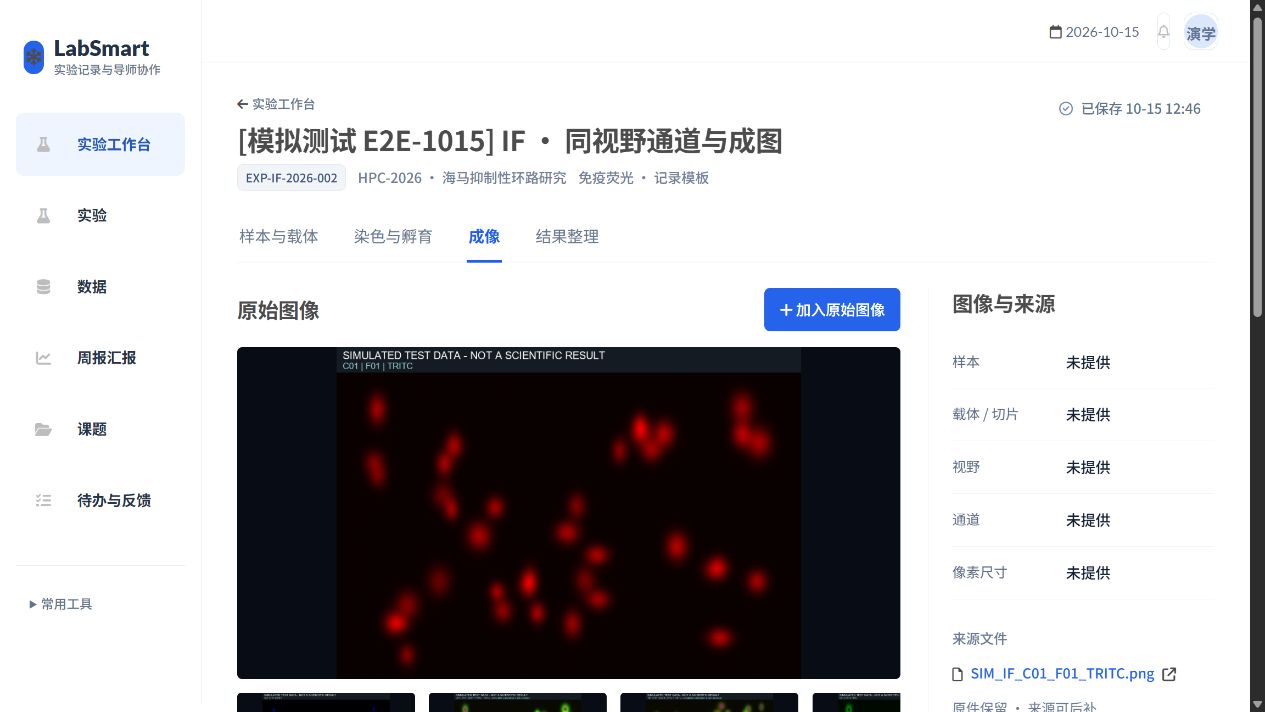 LabSmart
实验记录与导师协作
实验工作台
实验
数据
周报汇报
课题
待办与反馈
常用工具
2026-10-15
演学
实验工作台
已保存 10-15 12:46
[模拟测试 E2E-1015] IF · 同视野通道与成图
EXP-IF-2026-002 HPC-2026 · 海马抑制性环路研究 免疫荧光 · 记录模板
样本与载体 染色与孵育 成像 结果整理
原始图像
+ 加入原始图像
SIMULATED TEST DATA - NOT A SCIENTIFIC RESULT
C01 | F01 | TRITC
图像与来源
样本 未提供
载体 / 切片 未提供
视野 未提供
通道 未提供
像素尺寸 未提供
来源文件
SIM_IF_C01_F01_TRITC.png
原件保留 · 来源可后补